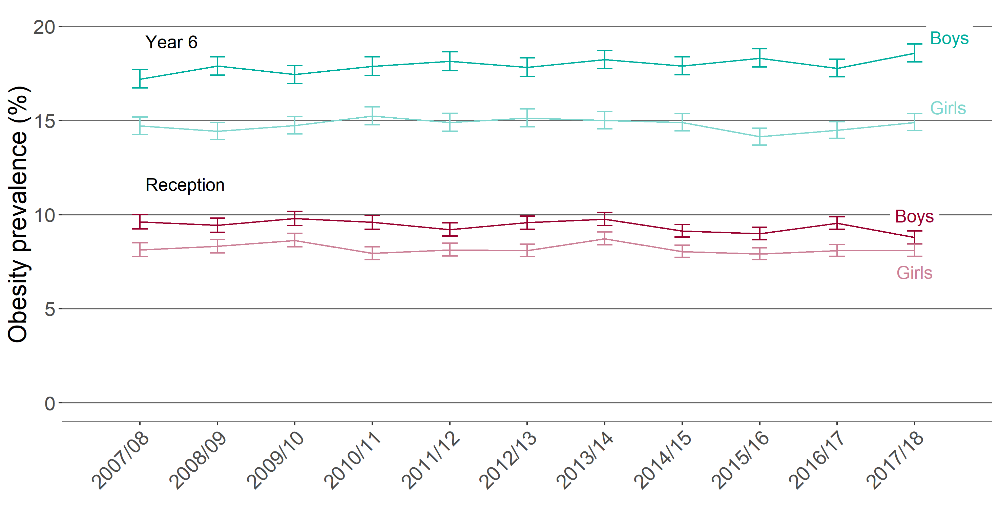 Obesity prevalence (%)
20
15
10
5
0
Year 6
Boys
Girls
Reception
Boys
Girls
2007/08
2008/09
2009/10
2010/11
2011/12
2012/13
2013/14
2014/15
2015/16
2016/17
2017/18